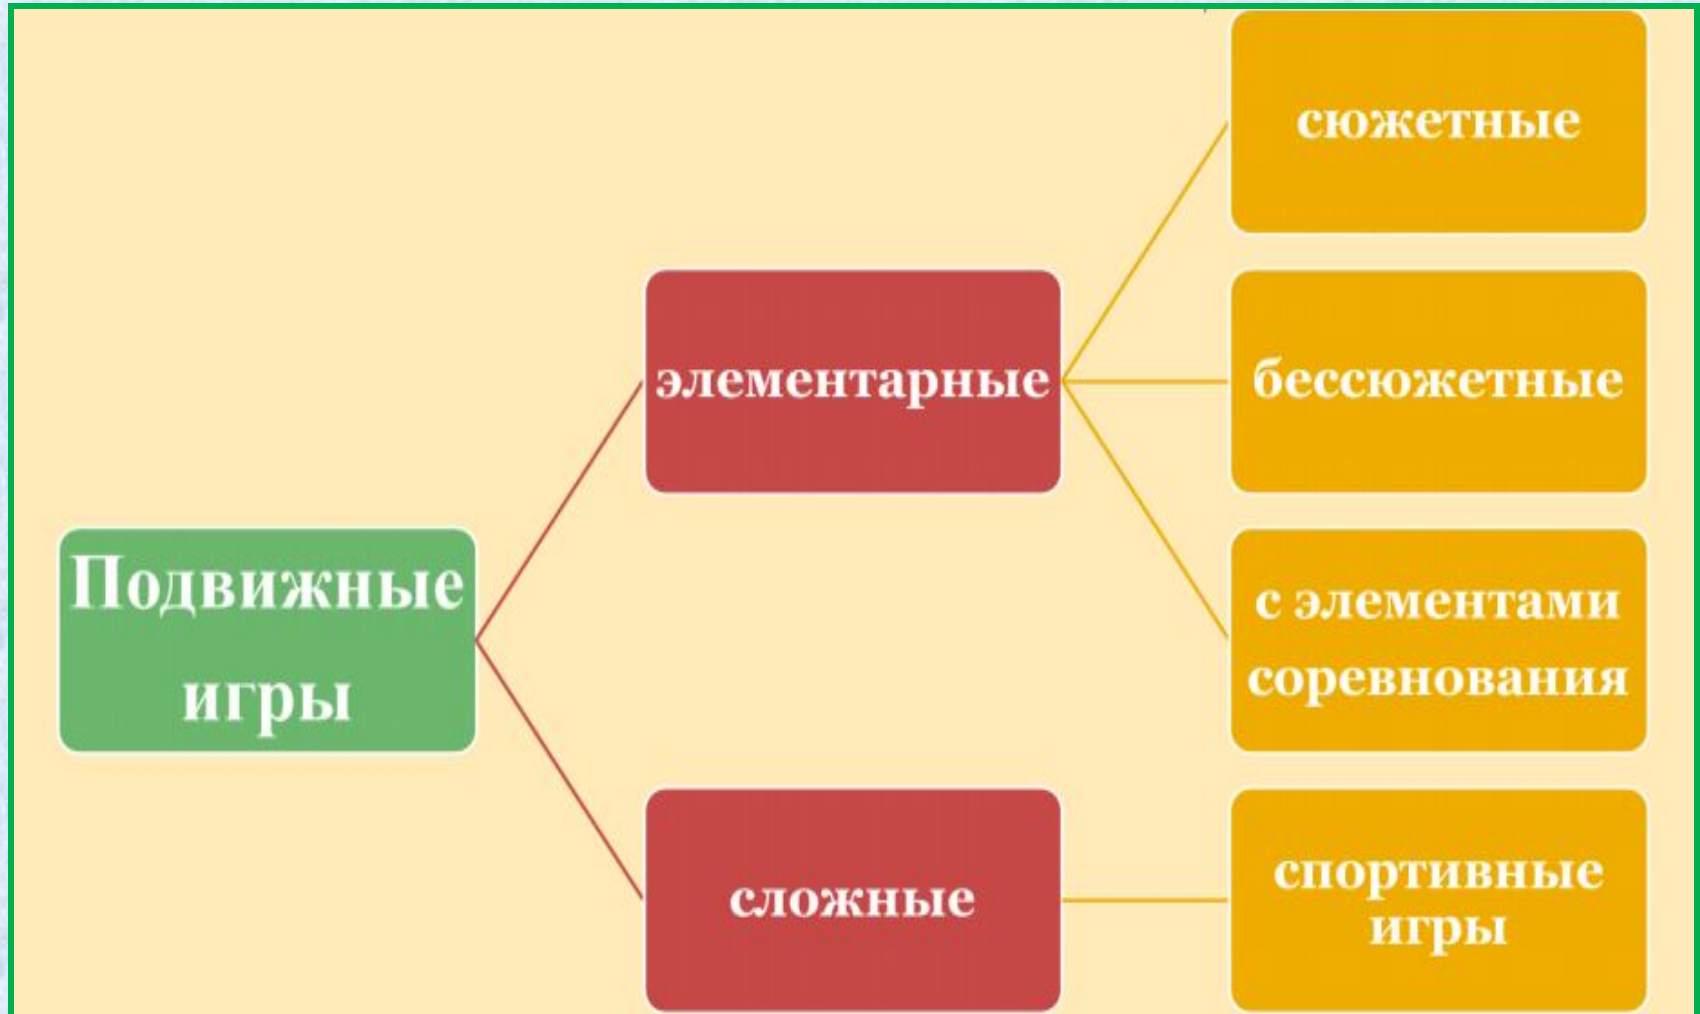 сюжетные
элементарные
бессюжетные
Подвижные
игры
с элементами
соревнования
сложные
спортивные
игры